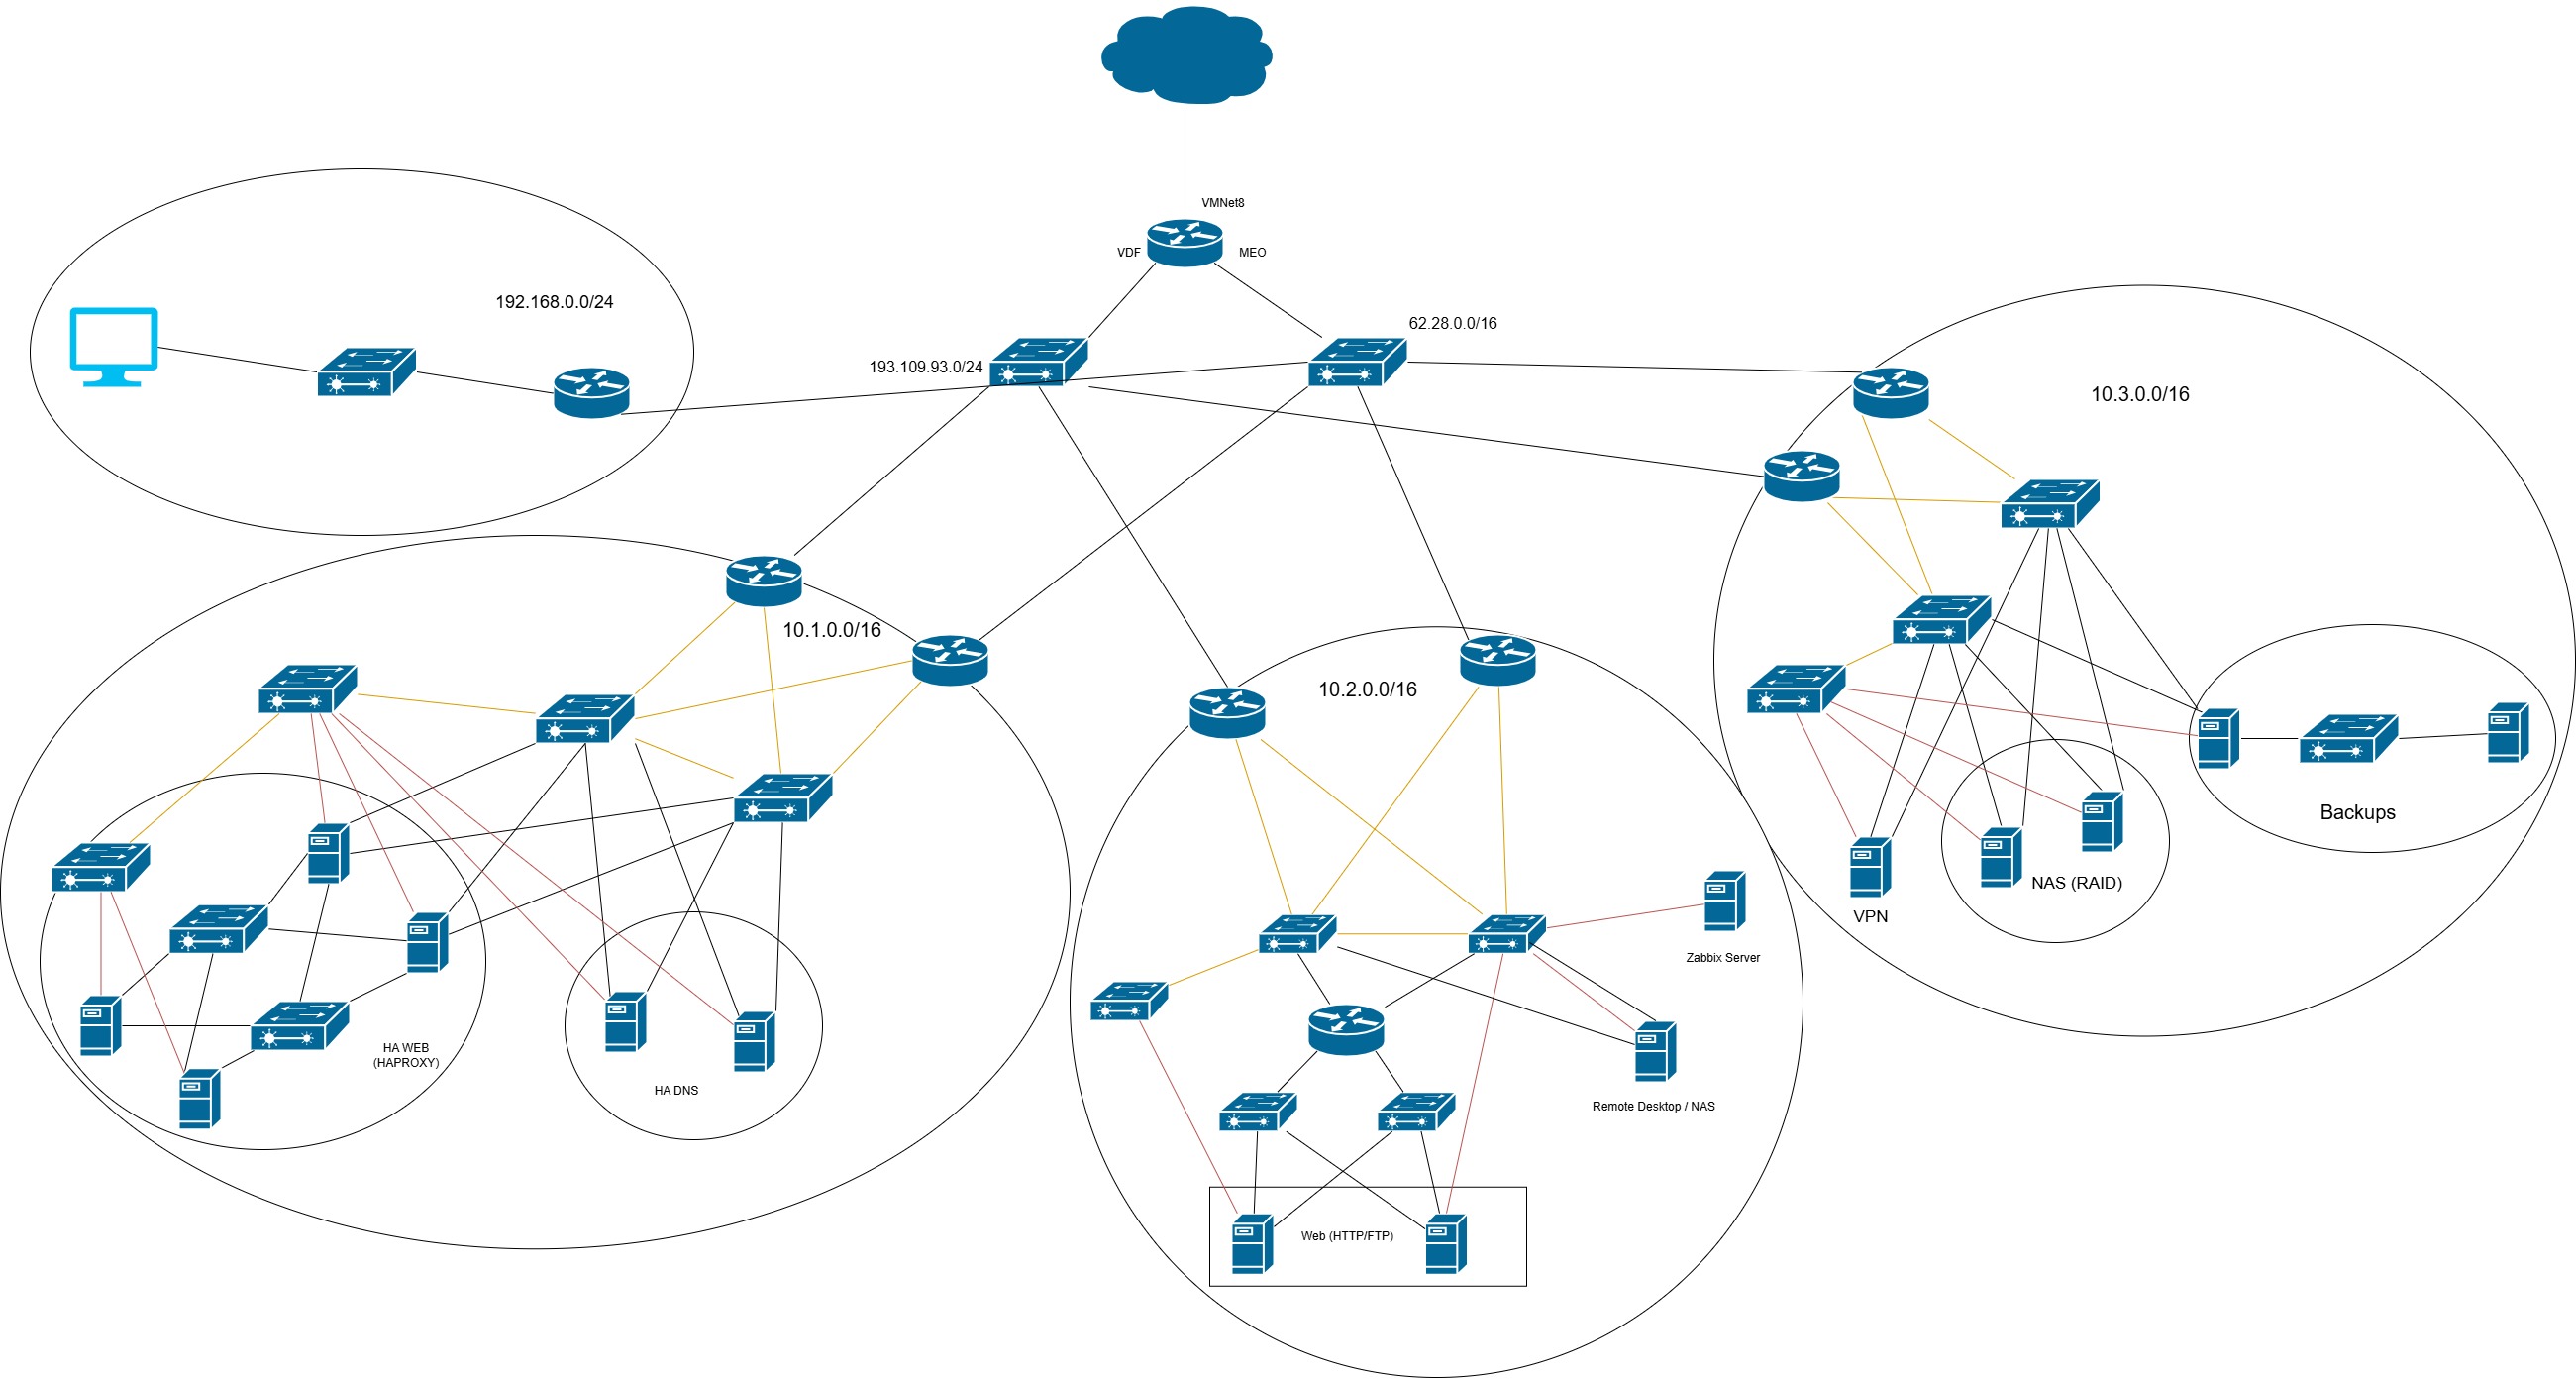 VMNet8
VDF
MEO
192.168.0.0/24
62.28.0.0/16
193.109.93.0/24
10.3.0.0/16
10.1.0.0/16
10.2.0.0/16
Backups
NAS (RAID)
VPN
Zabbix Server
HA WEB
(HAPROXY)
HA DNS
Remote Desktop / NAS
Web (HTTP/FTP)